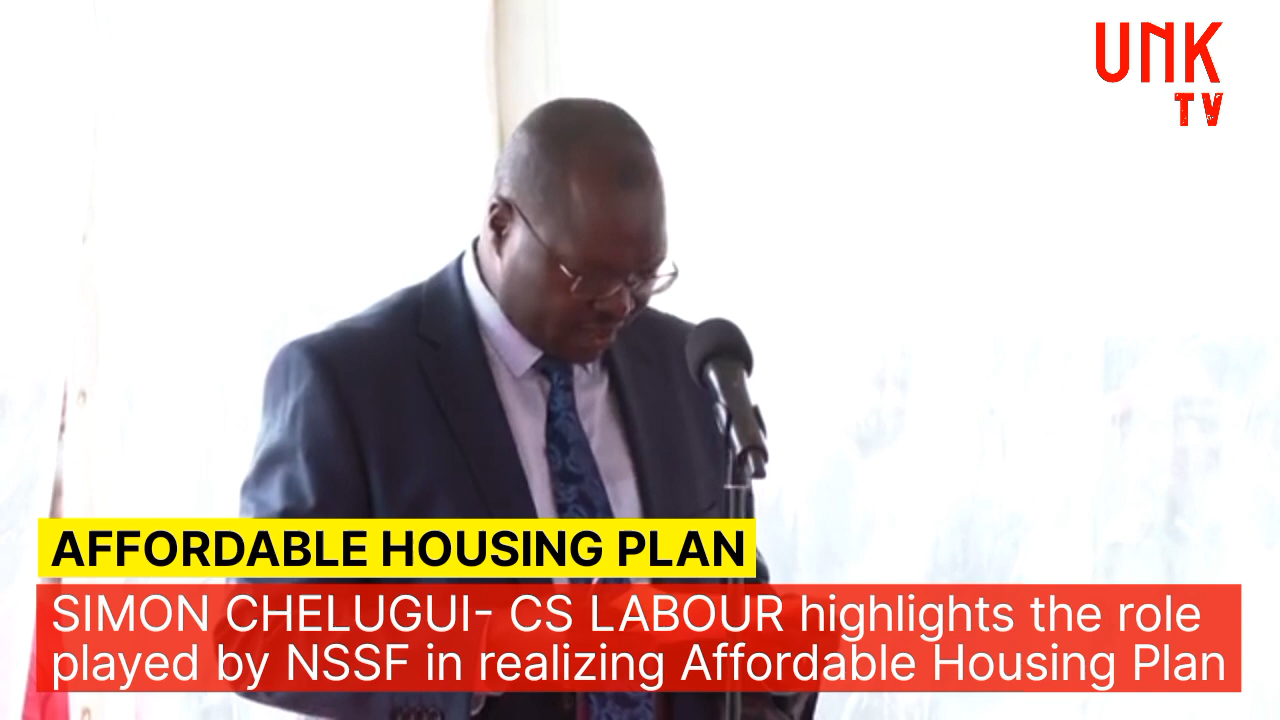 UNK
TV
AFFORDABLE HOUSING PLAN
SIMON CHELUGUI- CS LABOUR highlights the role
played by NSSF in realizing Affordable Housing Plan